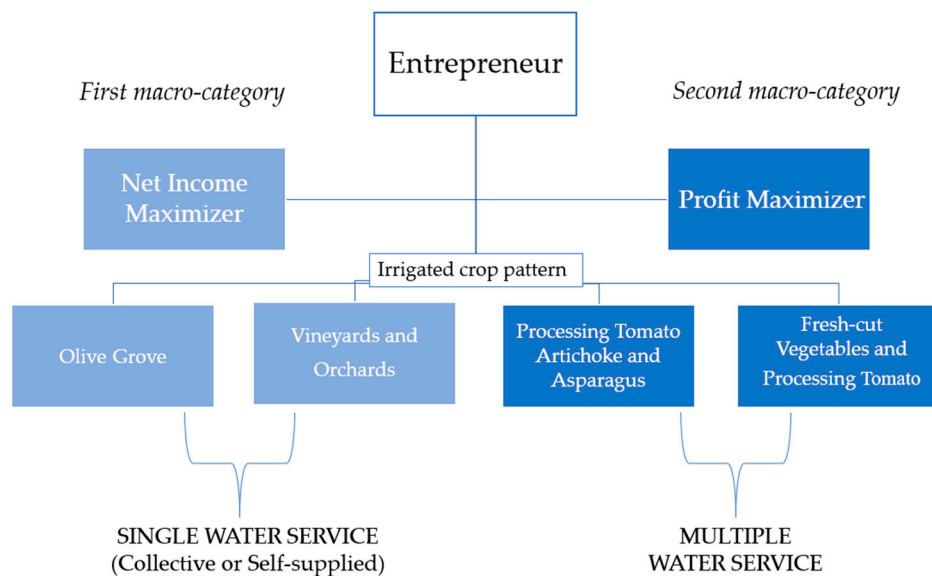 Entrepreneur
First macro-category
Second macro-category
Net Income
Maximizer
Profit Maximizer
Irrigated crop pattern
Olive Grove
Vineyards and
Orchards
Processing Tomato
Artichoke and
Asparagus
Fresh-cut
Vegetables and
Processing Tomato
SINGLE WATER SERVICE
(Collective or Self-supplied)
MULTIPLE
WATER SERVICE